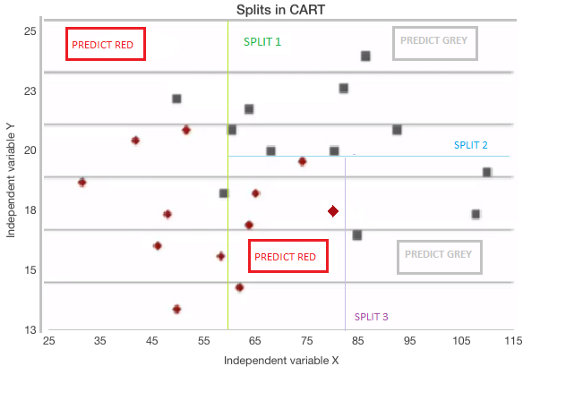 Splits in CART
25
PREDICT RED
SPLIT 1
PREDICT GREY
23
20
SPLIT 2
18
15
PREDICT RED
PREDICT GREY
13
SPLIT 3
25 35 45 55 65 75 85 95 105 115
Independent variable X
Independent variable Y